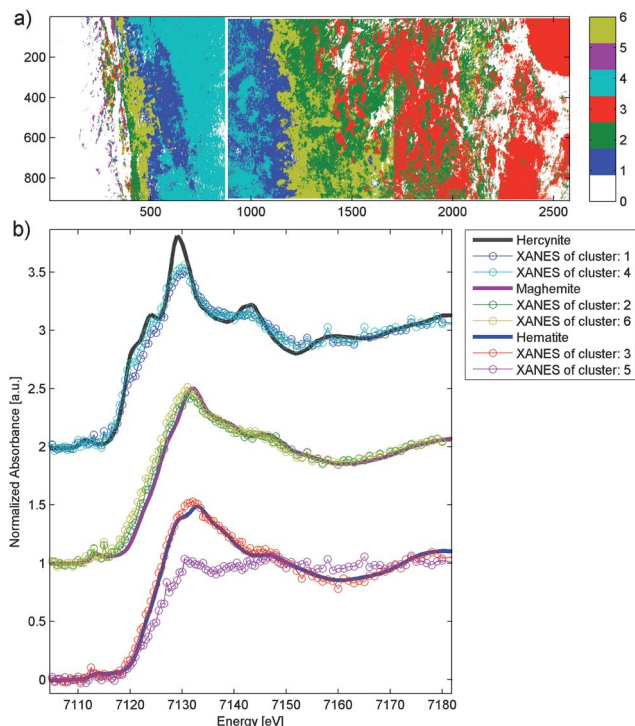 a)
0
200
400
600
800
500
1000
1500
2000
2500
6
5
4
3
2
1
0
b)
3.5
3
2.5
2
1.5
1
0.5
0
Normalized Absorbance [a.u.]
7110
7120
7130
7140
7150
7160
7170
7180
Energy [eV]
Hercynite
XANES of cluster: 1
XANES of cluster: 4
Maghemite
XANES of cluster: 2
XANES of cluster: 6
Hematite
XANES of cluster: 3
XANES of cluster: 5